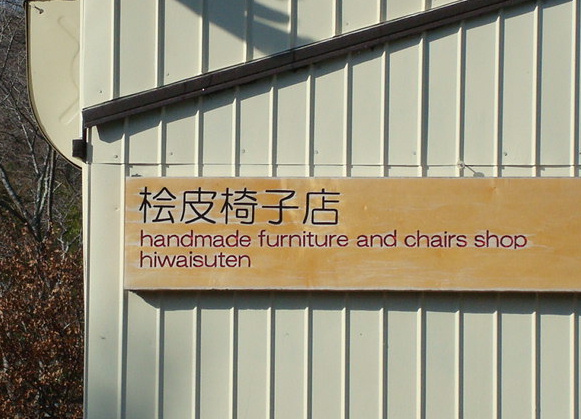 桧皮椅子店
handmade furniture and chairs shop
hiwaisuten